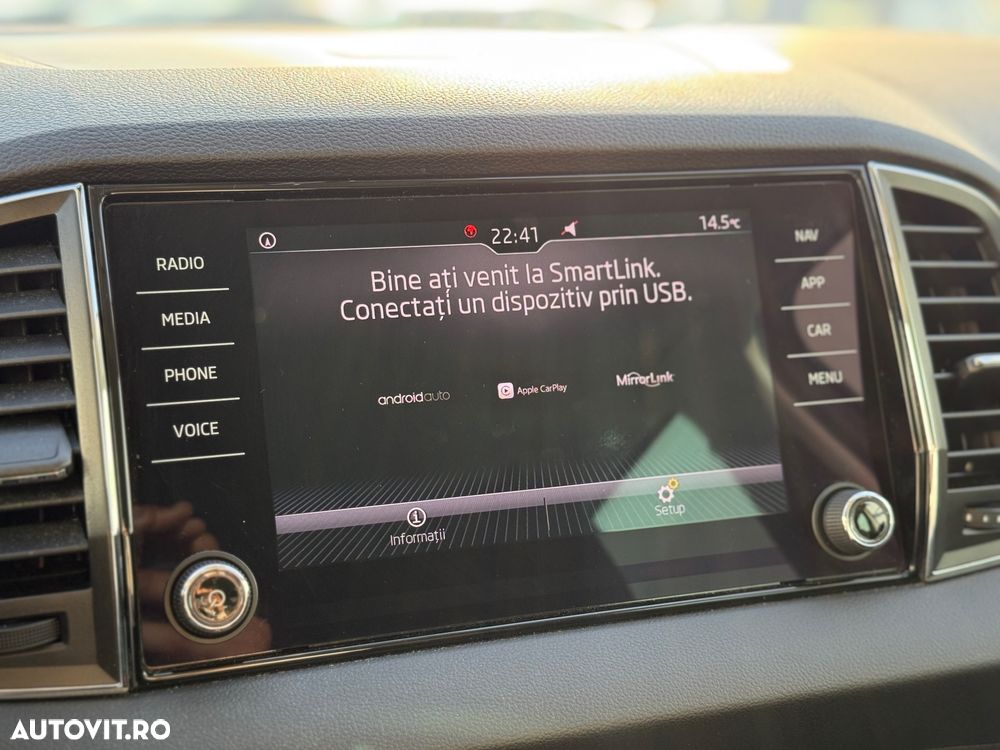 22:41
14.5°C
RADIO
MEDIA
PHONE
VOICE
Bine ați venit la SmartLink.
Conectați un dispozitiv prin USB.
androidauto
Apple CarPlay
MirrorLink
Informații
Setup
NAV
APP
CAR
MENU
AUTOVIT.RO